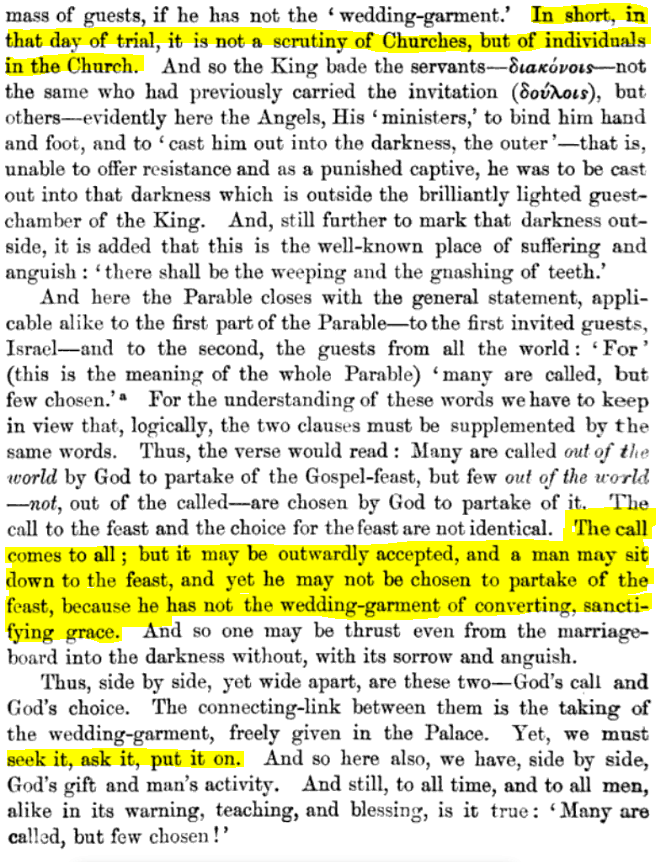 mass of guests, if he has not the ‘ wedding-garment.’ In short, in
that day of trial, it is not a scrutiny of Churches, but of individuals
in the Church. And so the King bade the servants—διακόνοις—not
the same who had previously carried the invitation (δούλοις), but
others—evidently here the Angels, His ‘ ministers,’ to bind him hand
and foot, and to ‘ cast him out into the darkness, the outer ’—that is,
unable to offer resistance and as a punished captive, he was to be cast
out into that darkness which is outside the brilliantly lighted guest-
chamber of the King. And, still further to mark that darkness out-
side, it is added that this is the well-known place of suffering and
anguish : ‘ there shall be the weeping and the gnashing of teeth.’
And here the Parable closes with the general statement, appli-
cable alike to the first part of the Parable—to the first invited guests,
Israel—and to the second, the guests from all the world : ‘ For ’
(this is the meaning of the whole Parable) ‘ many are called, but
few chosen.’ a For the understanding of these words we have to keep
in view that, logically, the two clauses must be supplemented by the
same words. Thus, the verse would read : Many are called out of the
world by God to partake of the Gospel-feast, but few out of the world
—not, out of the called—are chosen by God to partake of it. The
call to the feast and the choice for the feast are not identical. The call
comes to all ; but it may be outwardly accepted, and a man may sit
down to the feast, and yet he may not be chosen to partake of the
feast, because he has not the wedding-garment of converting, sancti-
fying grace. And so one may be thrust even from the marriage-
board into the darkness without, with its sorrow and anguish.
Thus, side by side, yet wide apart, are these two—God’s call and
God’s choice. The connecting-link between them is the taking of
the wedding-garment, freely given in the Palace. Yet, we must
seek it, ask it, put it on. And so here also, we have, side by side,
God’s gift and man’s activity. And still, to all time, and to all men,
alike in its warning, teaching, and blessing, is it true : ‘ Many are
called, but few chosen ! ’